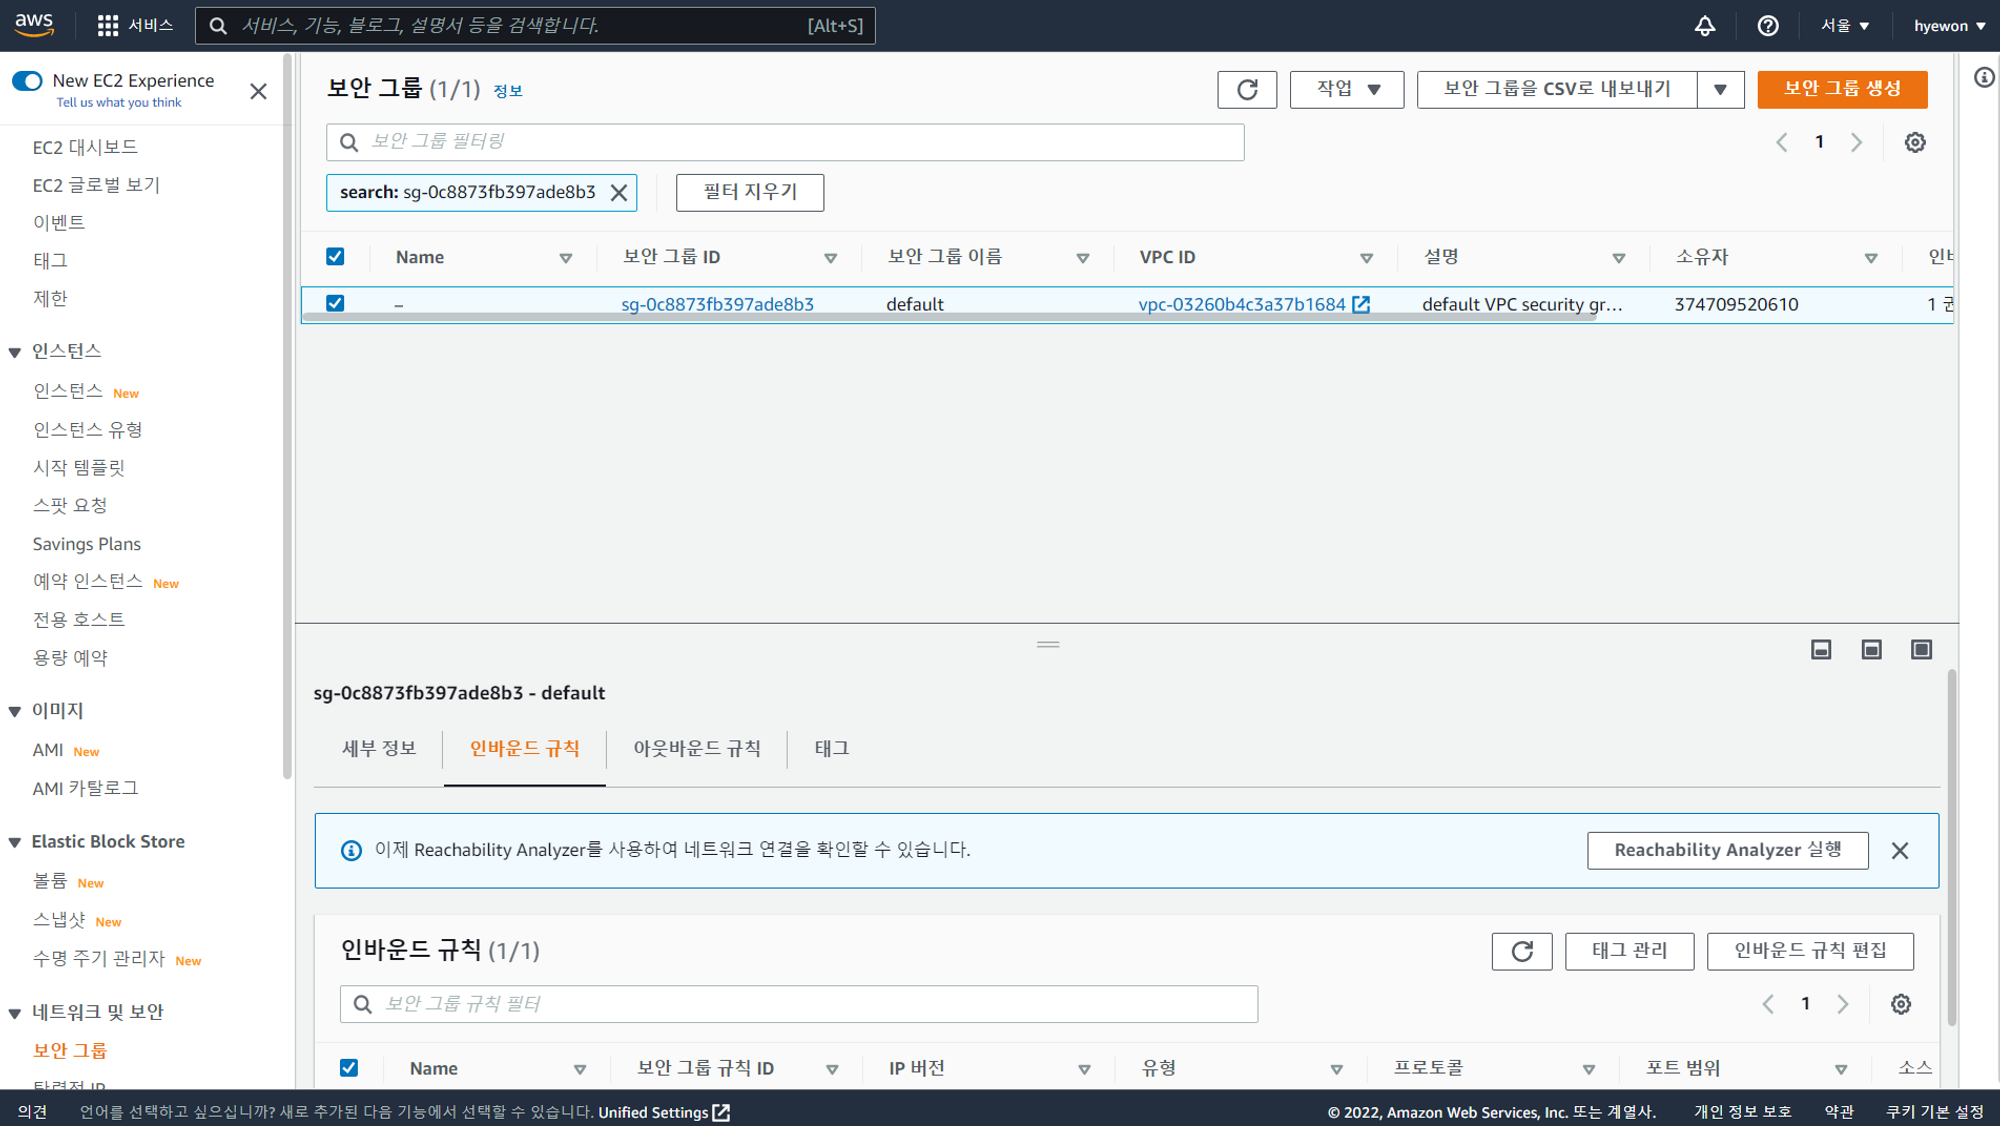 aws
서비스
서비스, 기능, 블로그, 설명서 등을 검색합니다.
[Alt+S]
서울 ▼
hyewon ▼
New EC2 Experience
Tell us what you think
EC2 대시보드
EC2 글로벌 보기
이벤트
태그
제한
인스턴스
인스턴스 New
인스턴스 유형
시작 템플릿
스팟 요청
Savings Plans
예약 인스턴스 New
전용 호스트
용량 예약
이미지
AMI New
AMI 카탈로그
Elastic Block Store
볼륨 New
스냅샷 New
수명 주기 관리자 New
네트워크 및 보안
보안 그룹
탄력적 IP
보안 그룹 (1/1) 정보
작업 ▼
보안 그룹을 CSV로 내보내기
보안 그룹 생성
보안 그룹 필터링
1
search: sg-0c8873fb397ade8b3
필터 지우기
Name 보안 그룹 ID 보안 그룹 이름 VPC ID 설명 소유자
– sg-0c8873fb397ade8b3 default vpc-03260b4c3a37b1684 default VPC security gr... 374709520610 1
sg-0c8873fb397ade8b3 - default
세부 정보 인바운드 규칙 아웃바운드 규칙 태그
이제 Reachability Analyzer를 사용하여 네트워크 연결을 확인할 수 있습니다.
Reachability Analyzer 실행
인바운드 규칙 (1/1)
태그 관리
인바운드 규칙 편집
보안 그룹 규칙 필터
1
Name 보안 그룹 규칙 ID IP 버전 유형 프로토콜 포트 범위 소스
의견 언어를 선택하고 싶으십니까? 새로 추가된 다음 기능에서 선택할 수 있습니다. Unified Settings
© 2022, Amazon Web Services, Inc. 또는 계열사. 개인 정보 보호 약관 쿠키 기본 설정